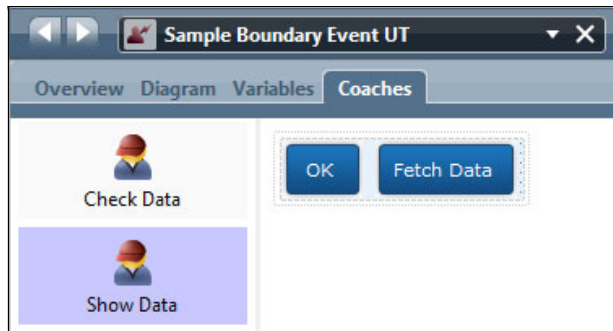 Sample Boundary Event UT
Overview Diagram Variables Coaches
Check Data
OK Fetch Data
Show Data